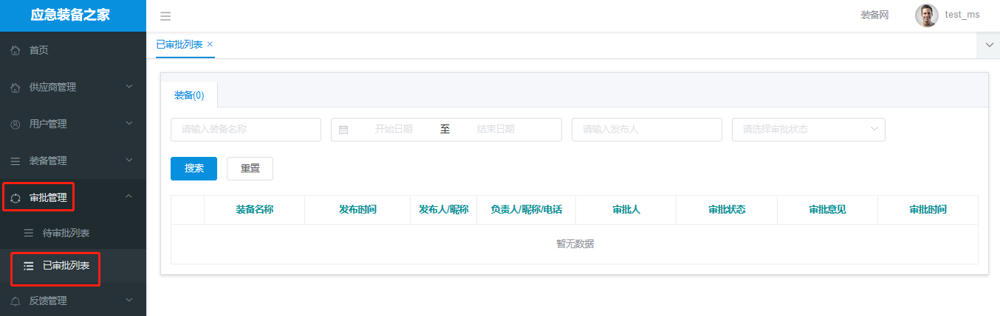 应急装备之家
装备网
test_ms
首页
供应商管理
用户管理
装备管理
审批管理
待审批列表
已审批列表
反馈管理
已审批列表 ×
装备(0)
请输入装备名称
开始日期 至 结束日期
请输入发布人
请选择审批状态
搜索
重置
装备名称 发布时间 发布人/昵称 负责人/昵称/电话 审批人 审批状态 审批意见 审批时间
暂无数据